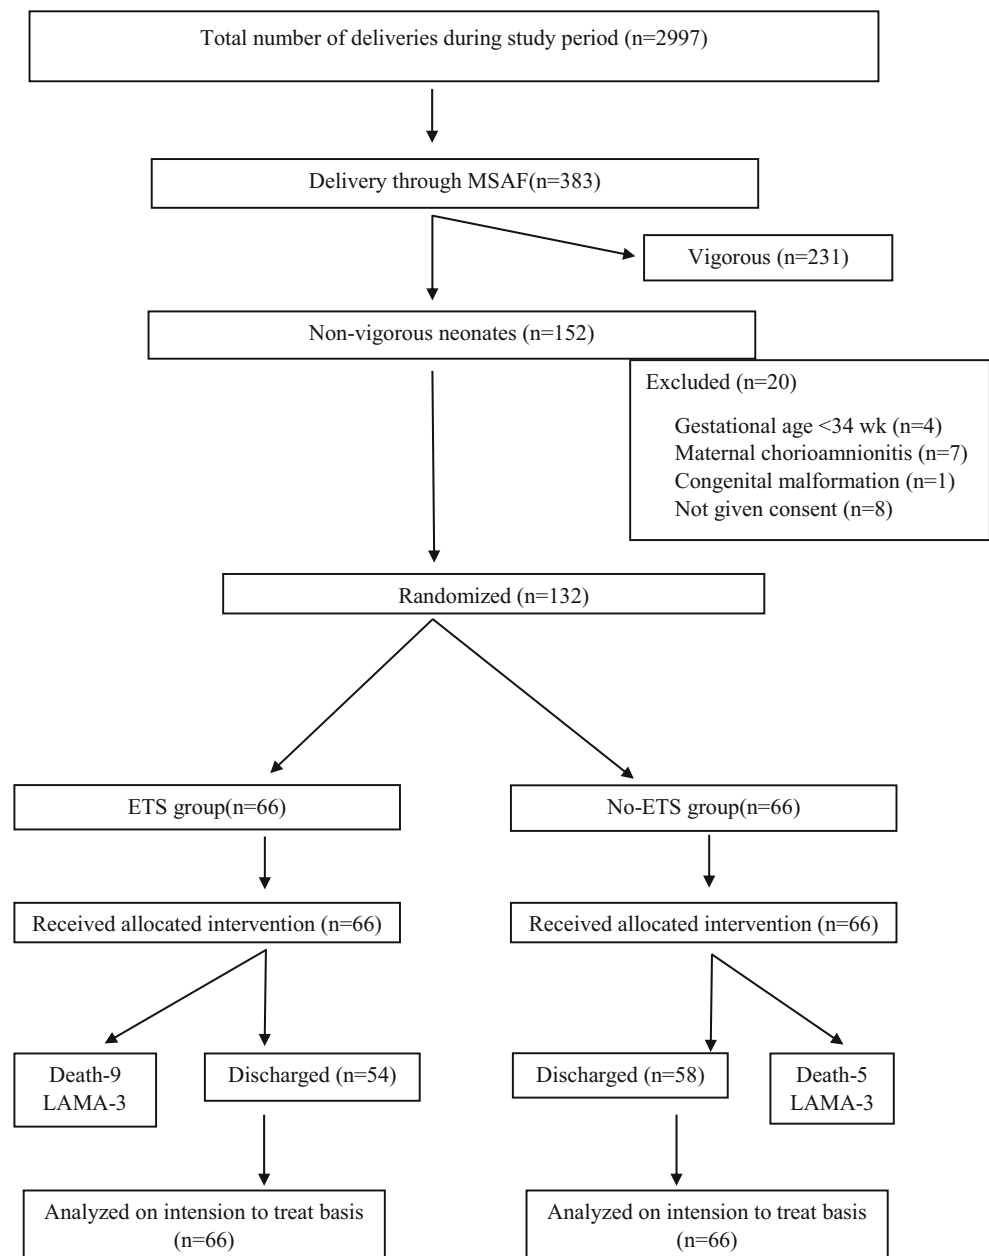 Total number of deliveries during study period (n=2997)
Delivery through MSAF(n=383)
Vigorous (n=231)
Non-vigorous neonates (n=152)
Excluded (n=20)
Gestational age <34 wk (n=4)
Maternal chorioamnionitis (n=7)
Congenital malformation (n=1)
Not given consent (n=8)
Randomized (n=132)
ETS group(n=66)
No-ETS group(n=66)
Received allocated intervention (n=66)
Received allocated intervention (n=66)
Death-9
LAMA-3
Discharged (n=54)
Discharged (n=58)
Death-5
LAMA-3
Analyzed on intension to treat basis
(n=66)
Analyzed on intension to treat basis
(n=66)